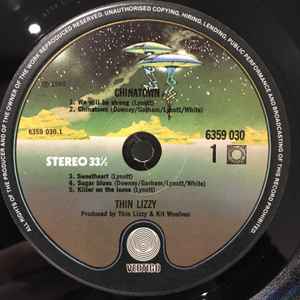 ALL RIGHTS OF THE PRODUCER AND OF THE OWNER OF THE WORK REPRODUCED RESERVED. UNAUTHORISED COPYING, HIRING, LENDING, PUBLIC PERFORMANCE AND BROADCASTING OF THIS RECORD PROHIBITED.
CHINATOWN
℗ 1980
1. We will be strong (Lynott)
2. Chinatown (Downey/Gorham/Lynott/White)
6359 030.1
6359 030
STEREO 33⅓
1
3. Sweetheart (Lynott)
4. Sugar blues (Downey/Gorham/Lynott/White)
5. Killer on the loose (Lynott)
THIN LIZZY
Produced by Thin Lizzy & Kit Woolven
VERTIGO